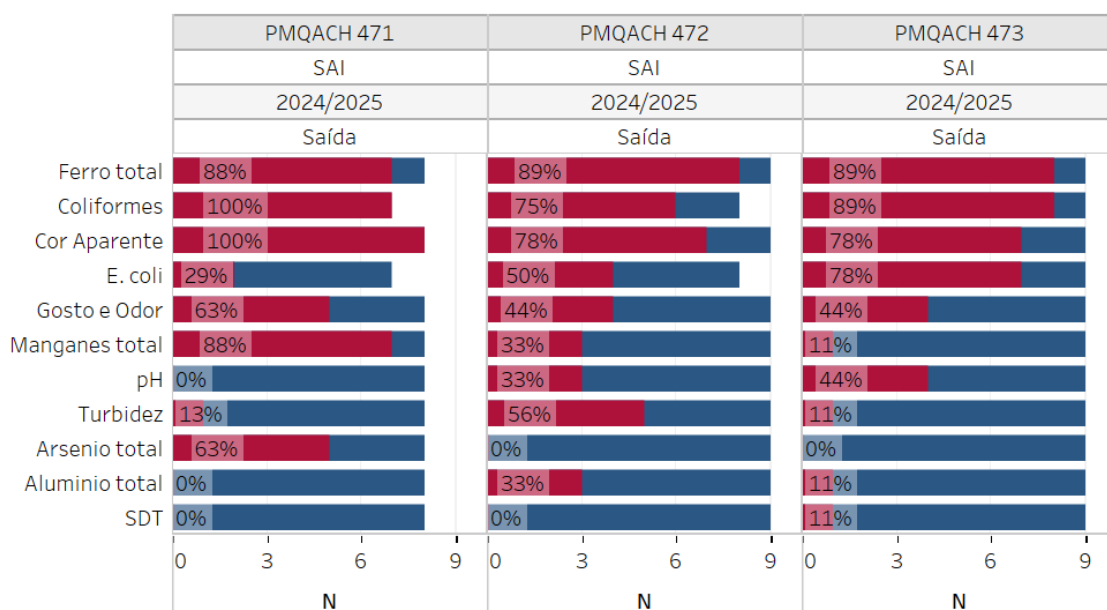 PMQACH 471 PMQACH 472 PMQACH 473
SAI SAI SAI
2024/2025 2024/2025 2024/2025
Saída Saída Saída
Ferro total 88% 89% 89%
Coliformes 100% 75% 89%
Cor Aparente 100% 78% 78%
E. coli 29% 50% 78%
Gosto e Odor 63% 44% 44%
Manganes total 88% 33% 11%
pH 0% 33% 44%
Turbidez 13% 56% 11%
Arsenio total 63% 0% 0%
Aluminio total 0% 33% 11%
SDT 0% 0% 11%
0 3 6 9 0 3 6 9 0 3 6 9
N N N